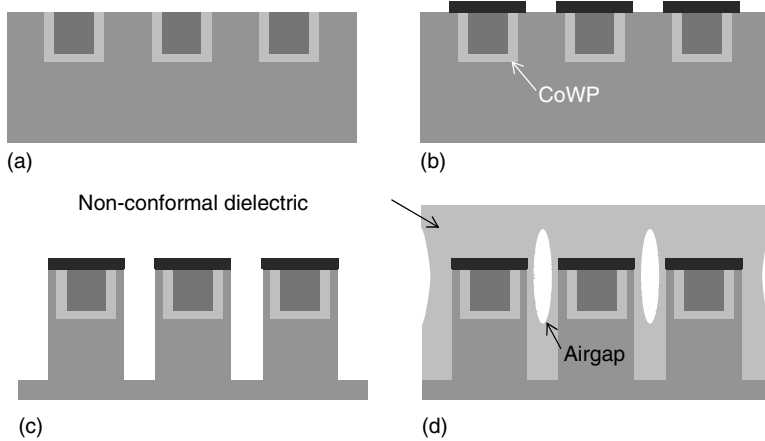 (a)
CoWP
(b)
Non-conformal dielectric
(c)
Airgap
(d)